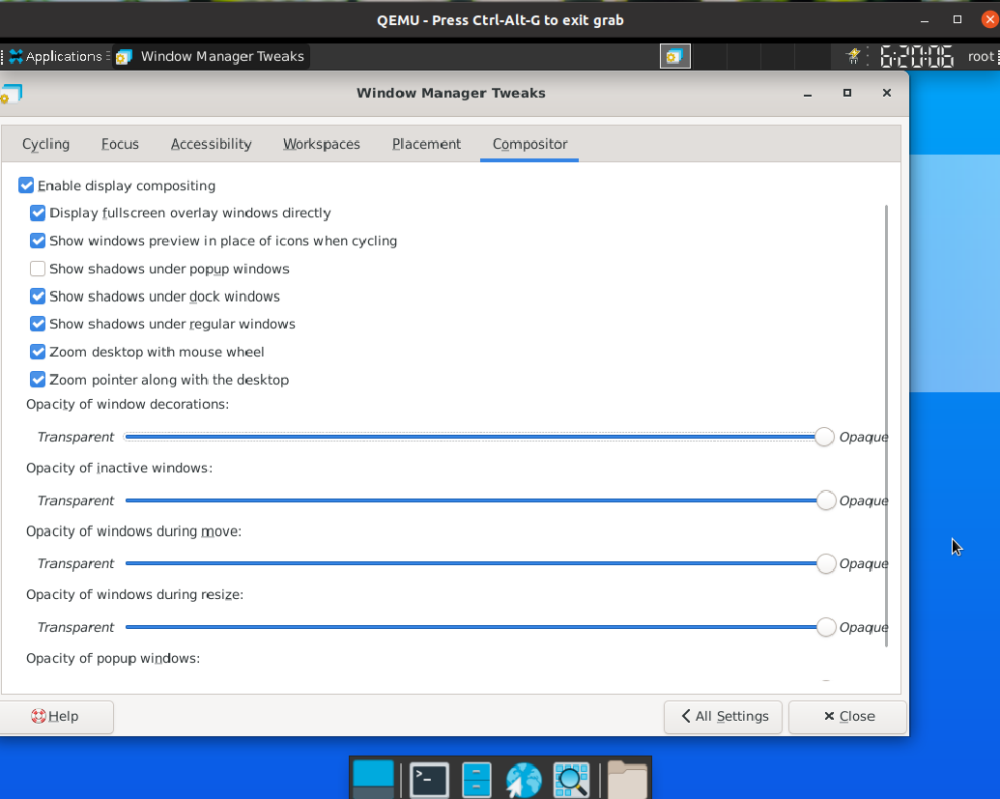 QEMU - Press Ctrl-Alt-G to exit grab
Applications Window Manager Tweaks 6:20:06 root
Window Manager Tweaks
Cycling Focus Accessibility Workspaces Placement Compositor
Enable display compositing
Display fullscreen overlay windows directly
Show windows preview in place of icons when cycling
Show shadows under popup windows
Show shadows under dock windows
Show shadows under regular windows
Zoom desktop with mouse wheel
Zoom pointer along with the desktop
Opacity of window decorations:
Transparent Opaque
Opacity of inactive windows:
Transparent Opaque
Opacity of windows during move:
Transparent Opaque
Opacity of windows during resize:
Transparent Opaque
Opacity of popup windows:
Help All Settings Close